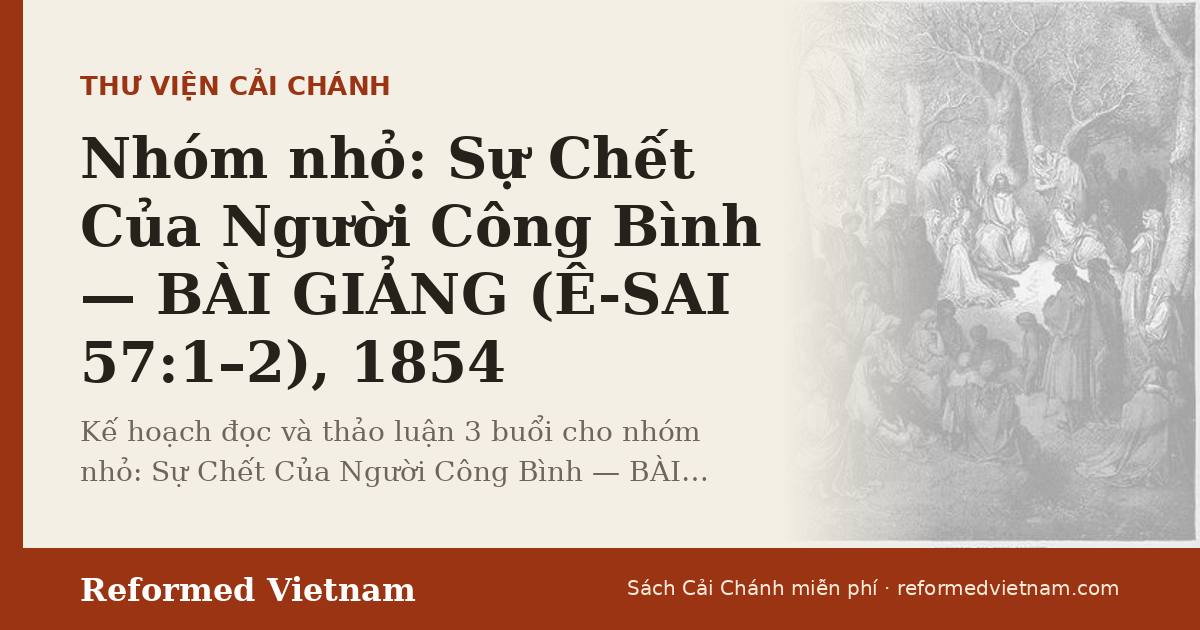 THƯ VIỆN CẢI CHÁNH
Nhóm nhỏ: Sự Chết
Của Người Công Bình
— BÀI GIẢNG (Ê-SAI
57:1–2), 1854
Kế hoạch đọc và thảo luận 3 buổi cho nhóm
nhỏ: Sự Chết Của Người Công Bình — BÀI...
Reformed Vietnam
Sách Cải Chánh miễn phí · reformedvietnam.com